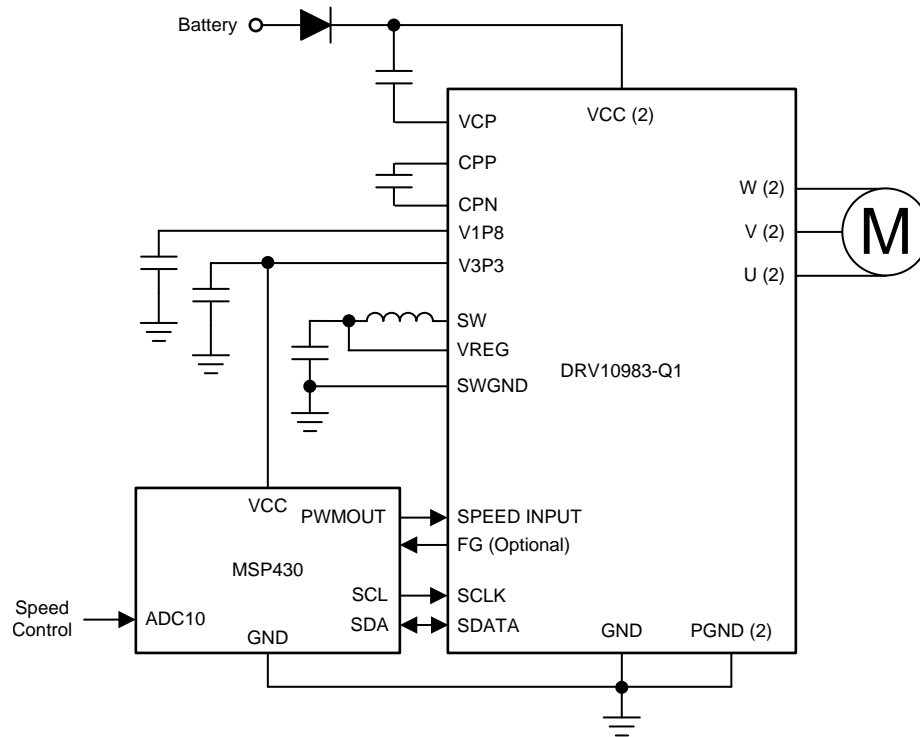 Battery
VCP
VCC (2)
CPP
CPN
W (2)
V (2)
U (2)
M
V1P8
V3P3
SW
VREG
SWGND
DRV10983-Q1
VCC
PWMOUT
SPEED INPUT
FG (Optional)
MSP430
SCL
SCLK
Speed
Control
ADC10
SDA
SDATA
GND
GND
PGND (2)